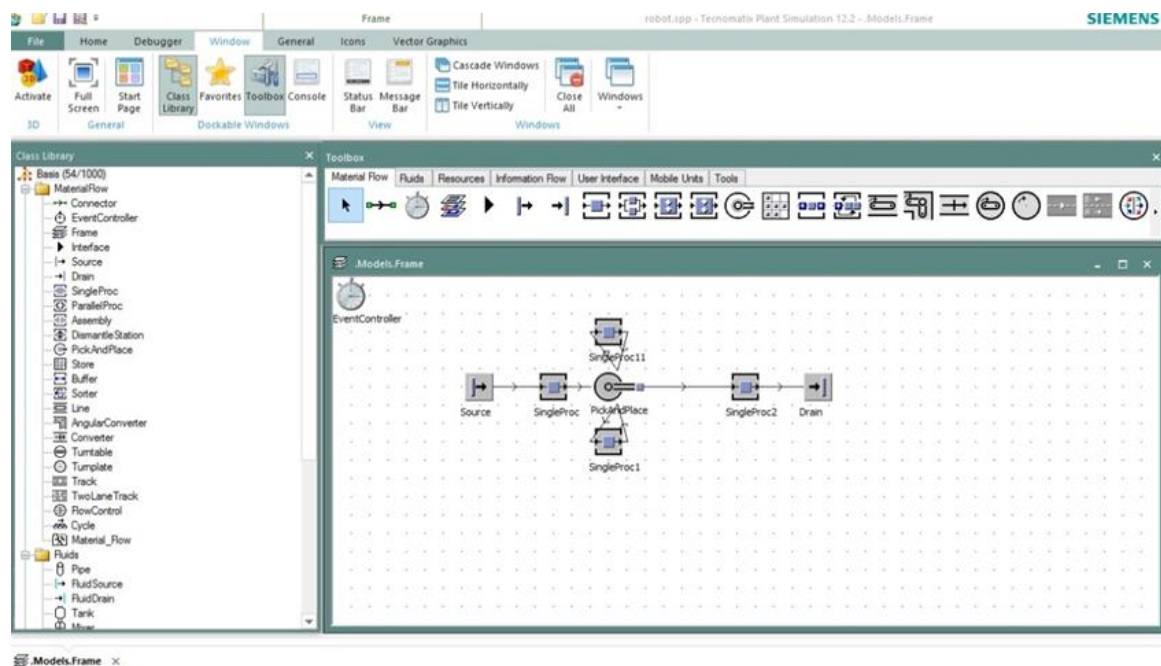 Frame
robot.spp - Tecnomatix Plant Simulation 12.2 - .Models.Frame
SIEMENS
File Home Debugger Window General Icons Vector Graphics
Activate
Full Screen
Start Page
Class Library
Favorites
Toolbox
Console
Status Bar
Message Bar
Cascade Windows
Tile Horizontally
Tile Vertically
Close All
Windows
3D General Dockable Windows View Windows
Class Library
Basis (54/1000)
MaterialFlow
Connector
EventController
Frame
Interface
Source
Drain
SingleProc
ParallelProc
Assembly
DismantleStation
PickAndPlace
Store
Buffer
Sorter
Line
AngularConverter
Converter
Turntable
Turnplate
Track
TwoLaneTrack
FlowControl
Cycle
Material_Flow
Fluids
Pipe
FluidSource
FluidDrain
Tank
Mixer
Toolbox
Material Flow Fluids Resources Information Flow User Interface Mobile Units Tools
.Models.Frame
EventController
SingleProc11
Source SingleProc PickAndPlace SingleProc2 Drain
SingleProc1
.Models.Frame